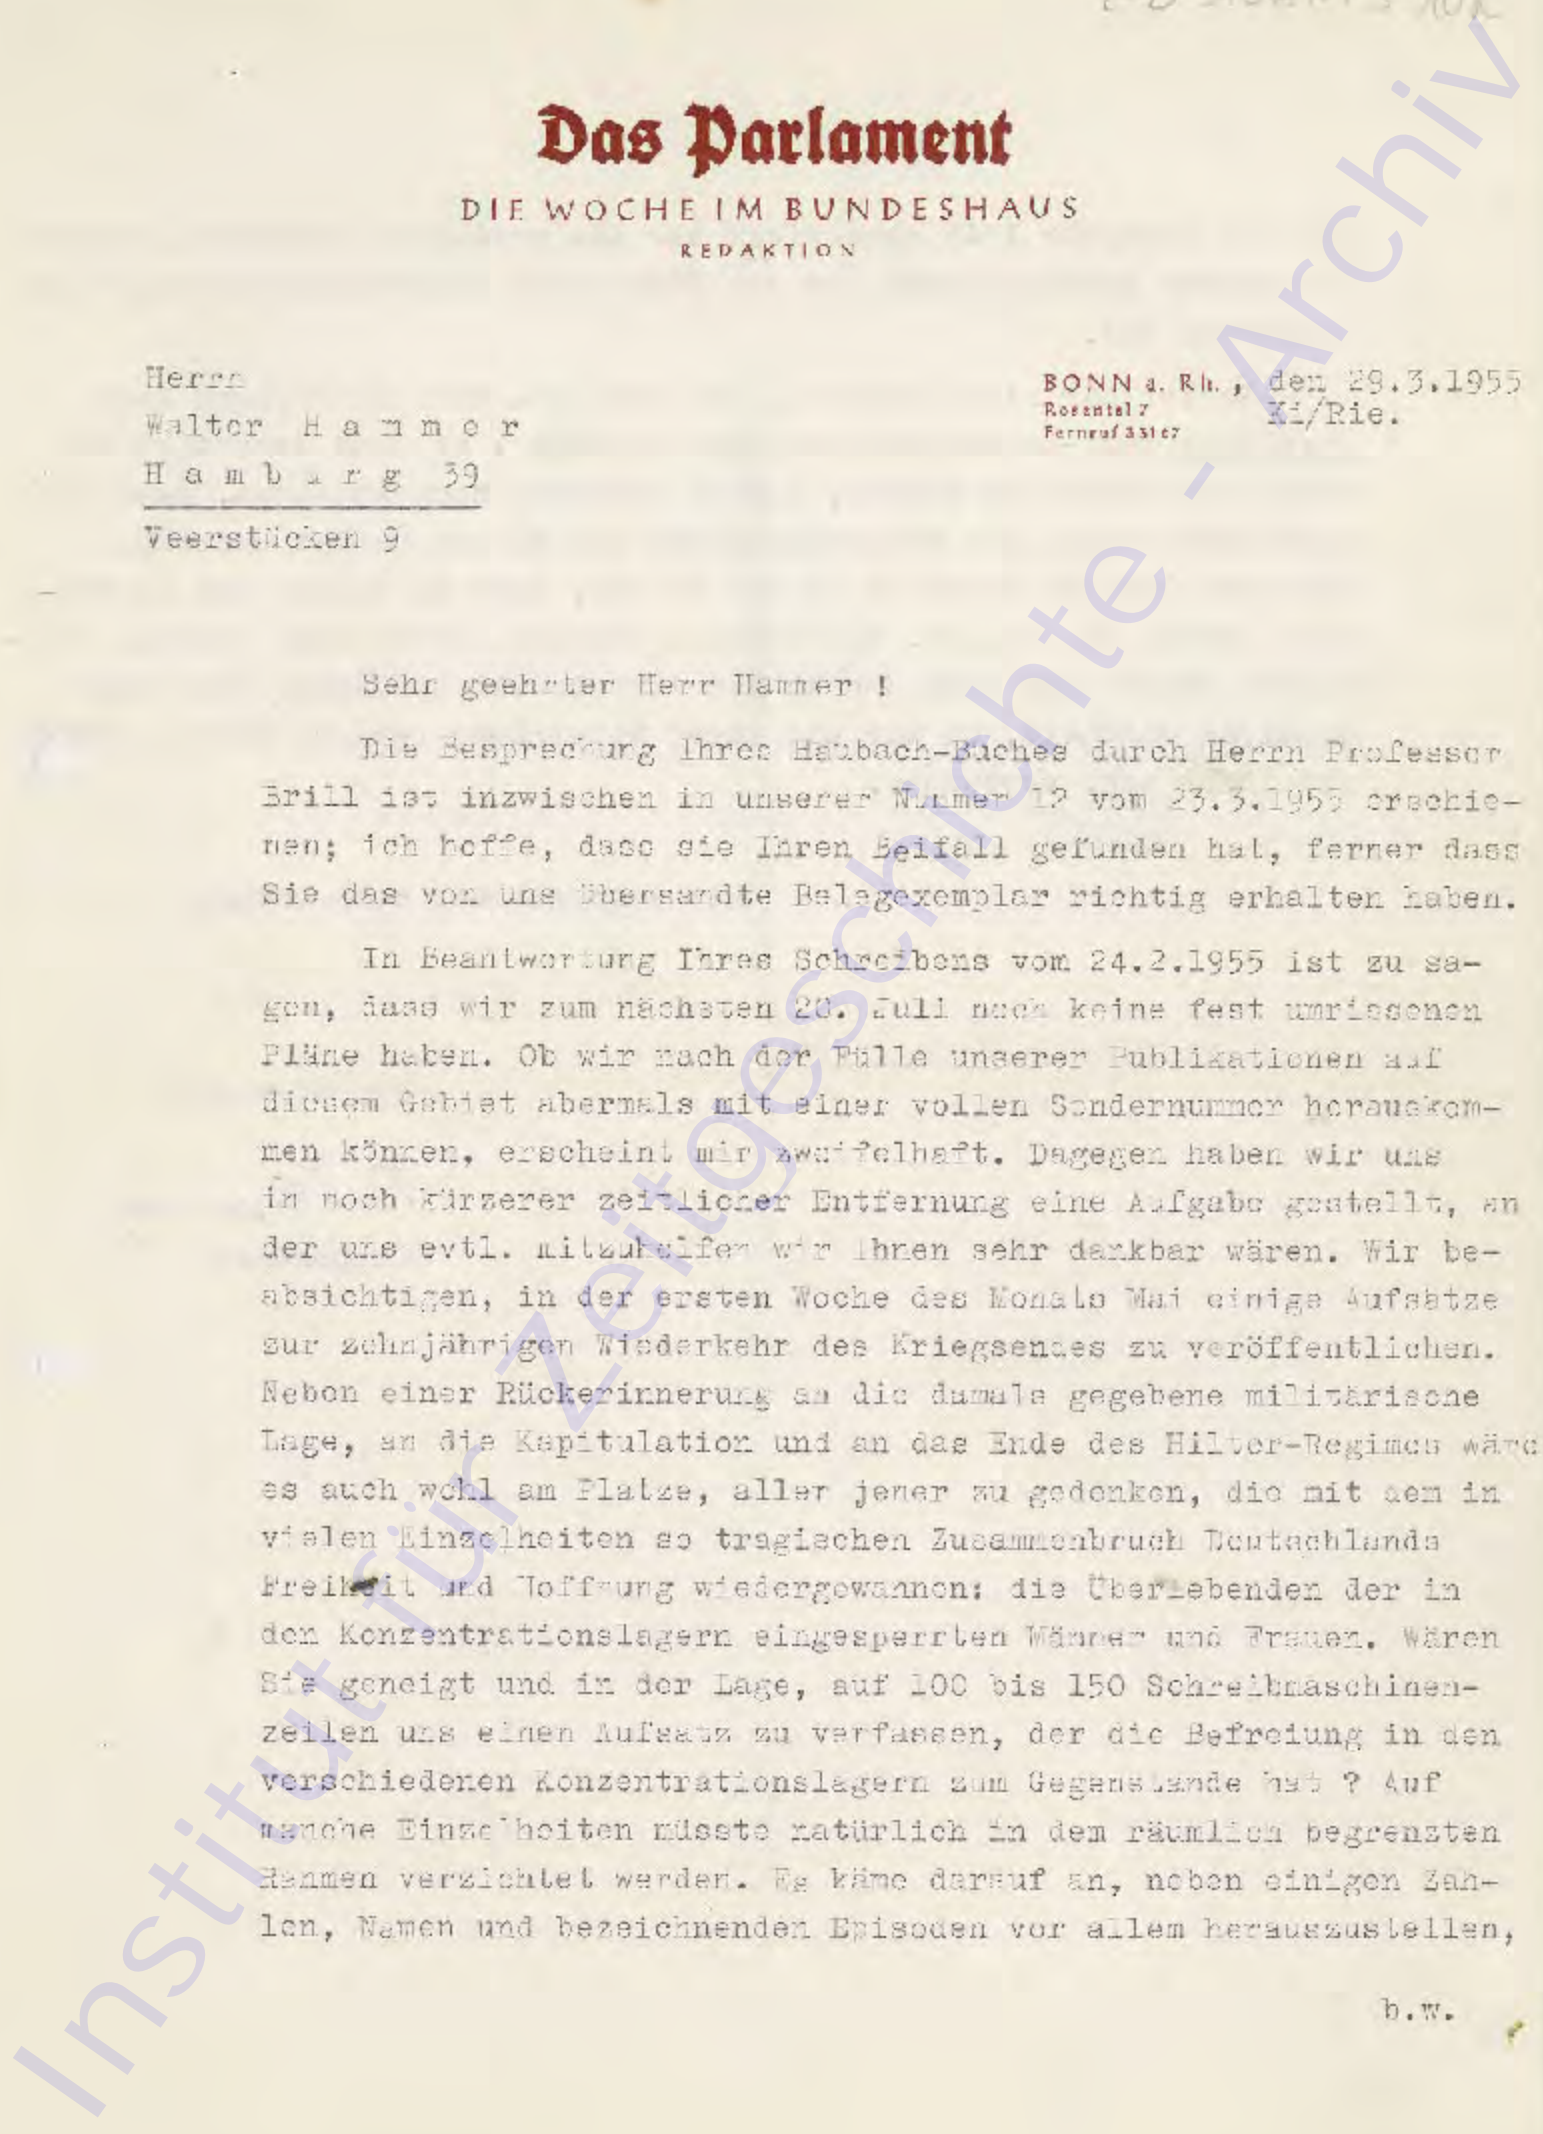 Das Parlament
DIE WOCHE IM BUNDESHAUS
REDAKTION
Herrn
Walter H a m m e r
H a m b u r g 39
Veerstücken 9
BONN a. Rh., den 29.3.1955
Rosental 7
Ki/Rie.
Fernruf 33167
Sehr geehrter Herr Hammer !
Die Besprechung Ihres Haubach-Buches durch Herrn Professor
Brill ist inzwischen in unserer Nummer 12 vom 23.3.1955 erschie-
nen; ich hoffe, dass sie Ihren Beifall gefunden hat, ferner dass
Sie das von uns übersandte Belegexemplar richtig erhalten haben.
In Beantwortung Ihres Schreibens vom 24.2.1955 ist zu sa-
gen, dass wir zum nächsten 20. Juli noch keine fest umrissenen
Pläne haben. Ob wir nach der Fülle unserer Publikationen auf
diesem Gebiet abermals mit einer vollen Sondernummer herauskom-
men können, erscheint mir zweifelhaft. Dagegen haben wir uns
in noch kürzerer zeitlicher Entfernung eine Aufgabe gestellt, an
der uns evtl. mitzuhelfen wir Ihnen sehr dankbar wären. Wir be-
absichtigen, in der ersten Woche des Monats Mai einige Aufsätze
zur zehnjährigen Wiederkehr des Kriegsendes zu veröffentlichen.
Neben einer Rückerinnerung an die damals gegebene militärische
Lage, an die Kapitulation und an das Ende des Hilter-Regimes wäre
es auch wohl am Platze, aller jener zu gedenken, die mit dem in
vielen Einzelheiten so tragischen Zusammenbruch Deutschlands
Freiheit und Hoffnung wiedergewannen: die Überlebenden der in
den Konzentrationslagern eingesperrten Männer und Frauen. Wären
Sie geneigt und in der Lage, auf 100 bis 150 Schreibmaschinen-
zeilen uns einen Aufsatz zu verfassen, der die Befreiung in den
verschiedenen Konzentrationslagern zum Gegenstande hat ? Auf
manche Einzelheiten müsste natürlich in dem räumlich begrenzten
Rahmen verzichtet werden. Es käme darauf an, neben einigen Zah-
len, Namen und bezeichnenden Episoden vor allem herauszustellen,
b.w.
Institut für Zeitgeschichte - Archiv